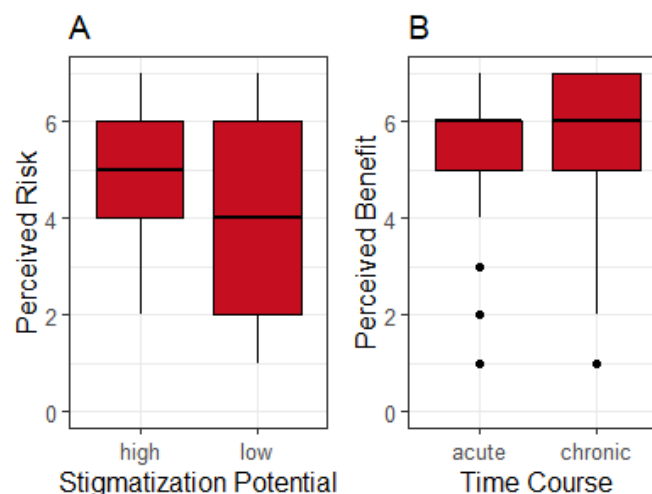 A
Perceived Risk
6
4
2
0
high low
Stigmatization Potential
B
Perceived Benefit
6
4
2
0
acute chronic
Time Course